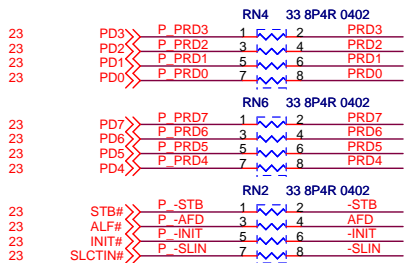 RN4 33 8P4R 0402
23 PD3 P_PRD3 1 2 PRD3
23 PD2 P_PRD2 3 4 PRD2
23 PD1 P_PRD1 5 6 PRD1
23 PD0 P_PRD0 7 8 PRD0
RN6 33 8P4R 0402
23 PD7 P_PRD7 1 2 PRD7
23 PD6 P_PRD6 3 4 PRD6
23 PD5 P_PRD5 5 6 PRD5
23 PD4 P_PRD4 7 8 PRD4
RN2 33 8P4R 0402
23 STB# P_-STB 1 2 -STB
23 ALF# P_-AFD 3 4 AFD
23 INIT# P_-INIT 5 6 -INIT
23 SLCTIN# P_-SLIN 7 8 -SLIN